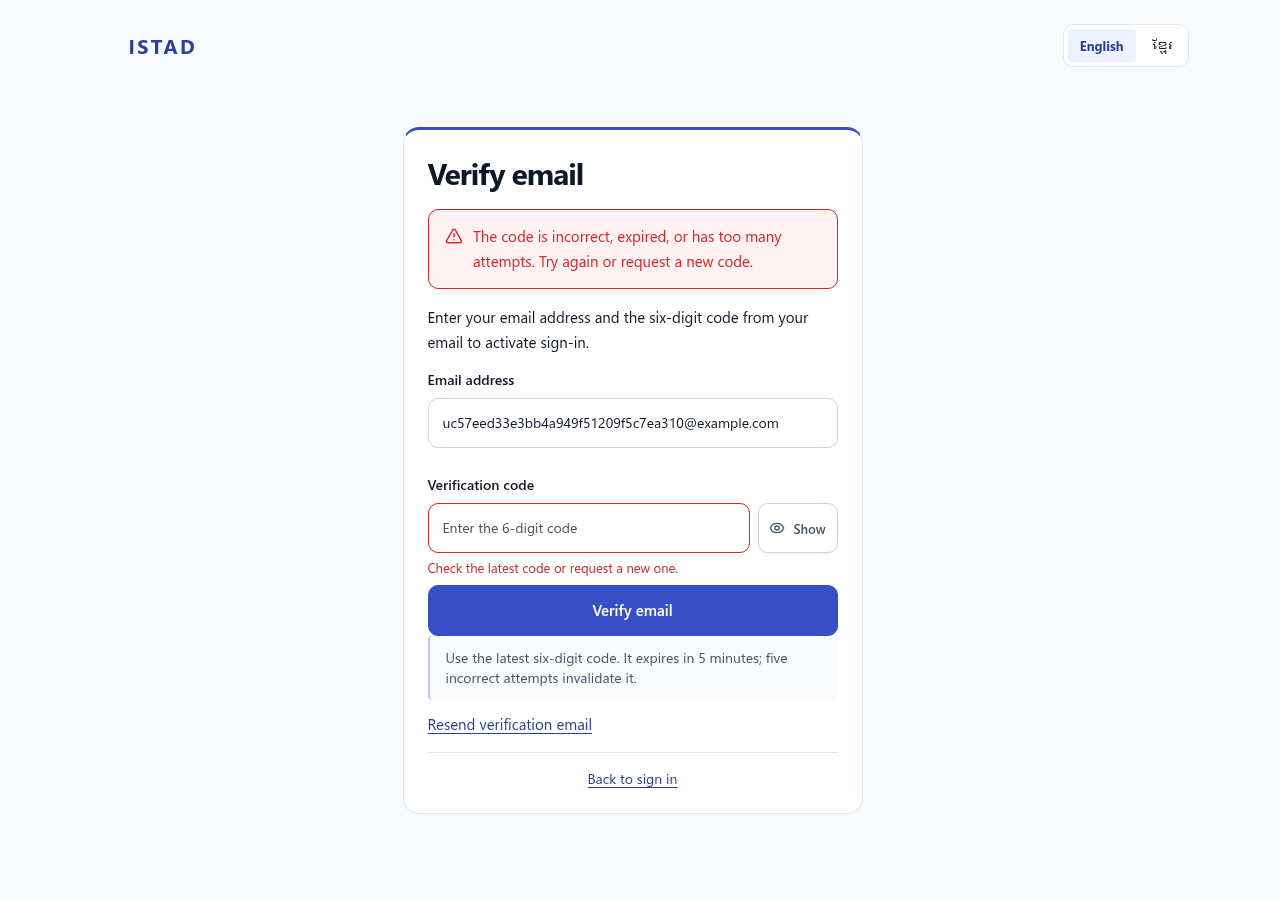 ISTAD
English
ខ្មែរ
Verify email
The code is incorrect, expired, or has too many
attempts. Try again or request a new code.
Enter your email address and the six-digit code from your
email to activate sign-in.
Email address
uc57eed33e3bb4a949f51209f5c7ea310@example.com
Verification code
Enter the 6-digit code
Show
Check the latest code or request a new one.
Verify email
Use the latest six-digit code. It expires in 5 minutes; five
incorrect attempts invalidate it.
Resend verification email
Back to sign in